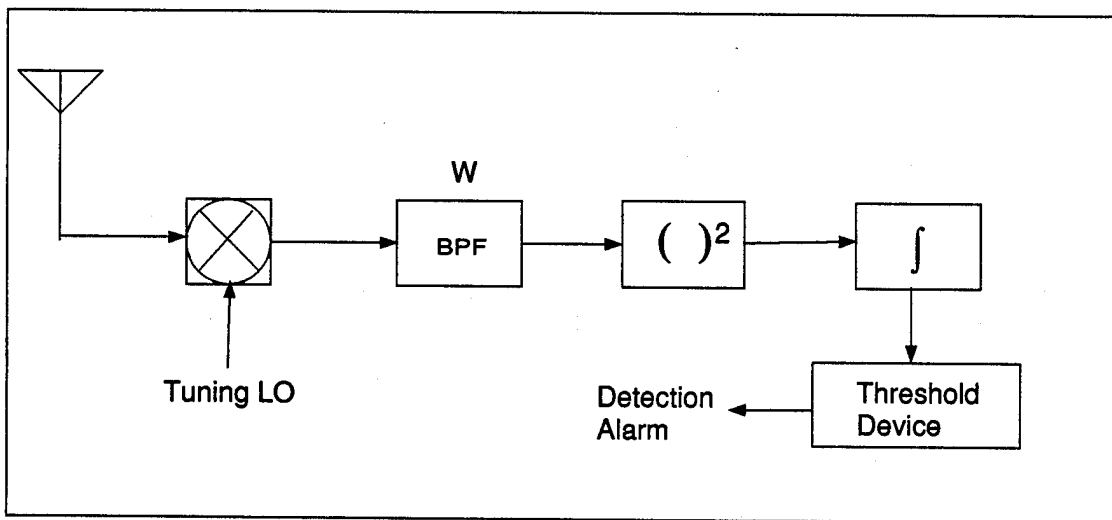 W
BPF
( )²
∫
Tuning LO
Detection
Alarm
Threshold
Device